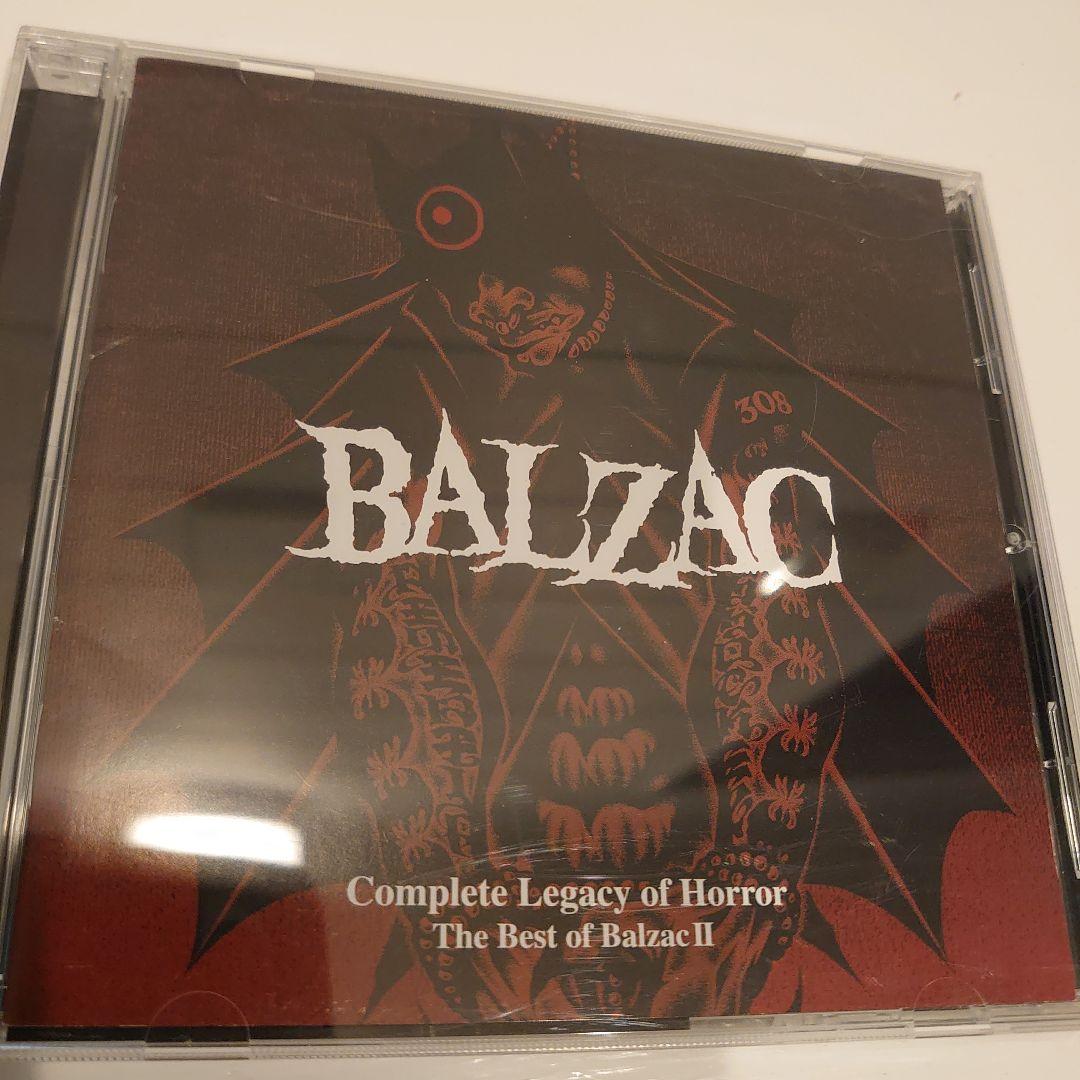 308
BALZAC
Complete Legacy of Horror
The Best of Balzac II